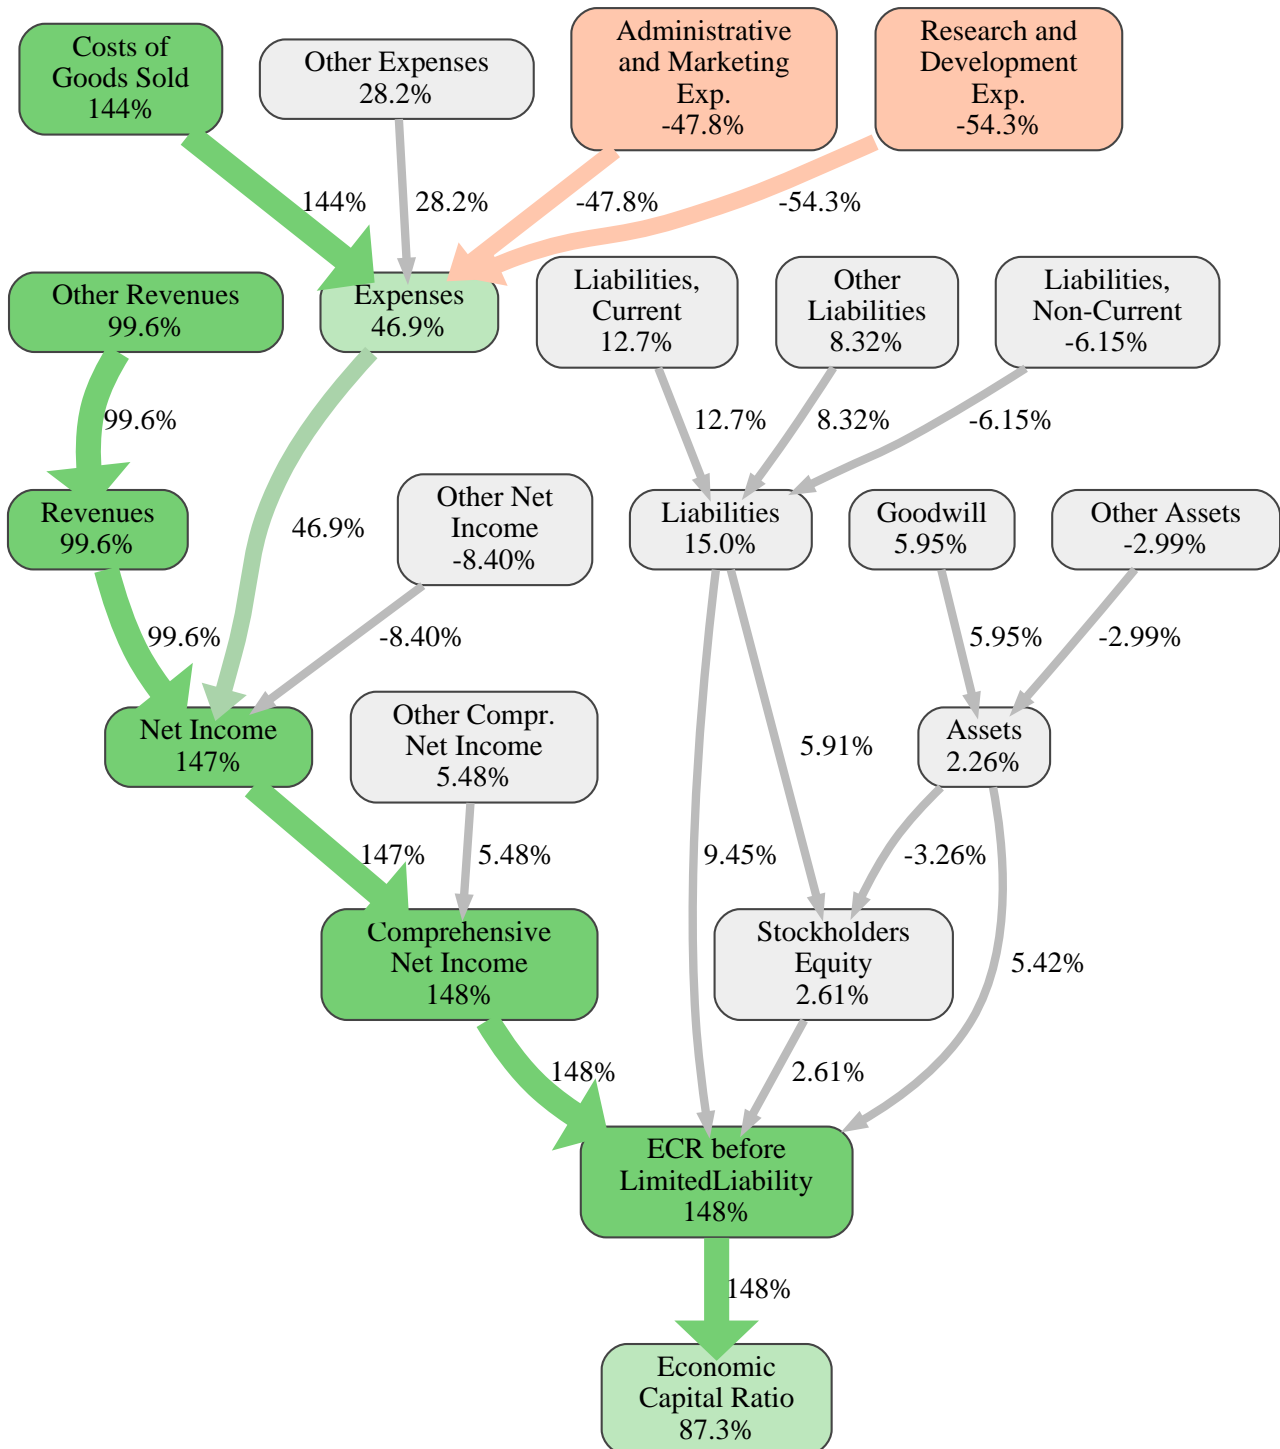 Costs of
Goods Sold
144%
Other Expenses
28.2%
Administrative
and Marketing
Exp.
-47.8%
Research and
Development
Exp.
-54.3%
144%
28.2%
-47.8%
-54.3%
Other Revenues
99.6%
Expenses
46.9%
Liabilities,
Current
12.7%
Other
Liabilities
8.32%
Liabilities,
Non-Current
-6.15%
99.6%
12.7%
8.32%
-6.15%
Revenues
99.6%
46.9%
Other Net
Income
-8.40%
Liabilities
15.0%
Goodwill
5.95%
Other Assets
-2.99%
99.6%
-8.40%
5.95%
-2.99%
Net Income
147%
Other Compr.
Net Income
5.48%
5.91%
Assets
2.26%
147%
5.48%
9.45%
-3.26%
Comprehensive
Net Income
148%
Stockholders
Equity
2.61%
5.42%
148%
2.61%
ECR before
LimitedLiability
148%
148%
Economic
Capital Ratio
87.3%